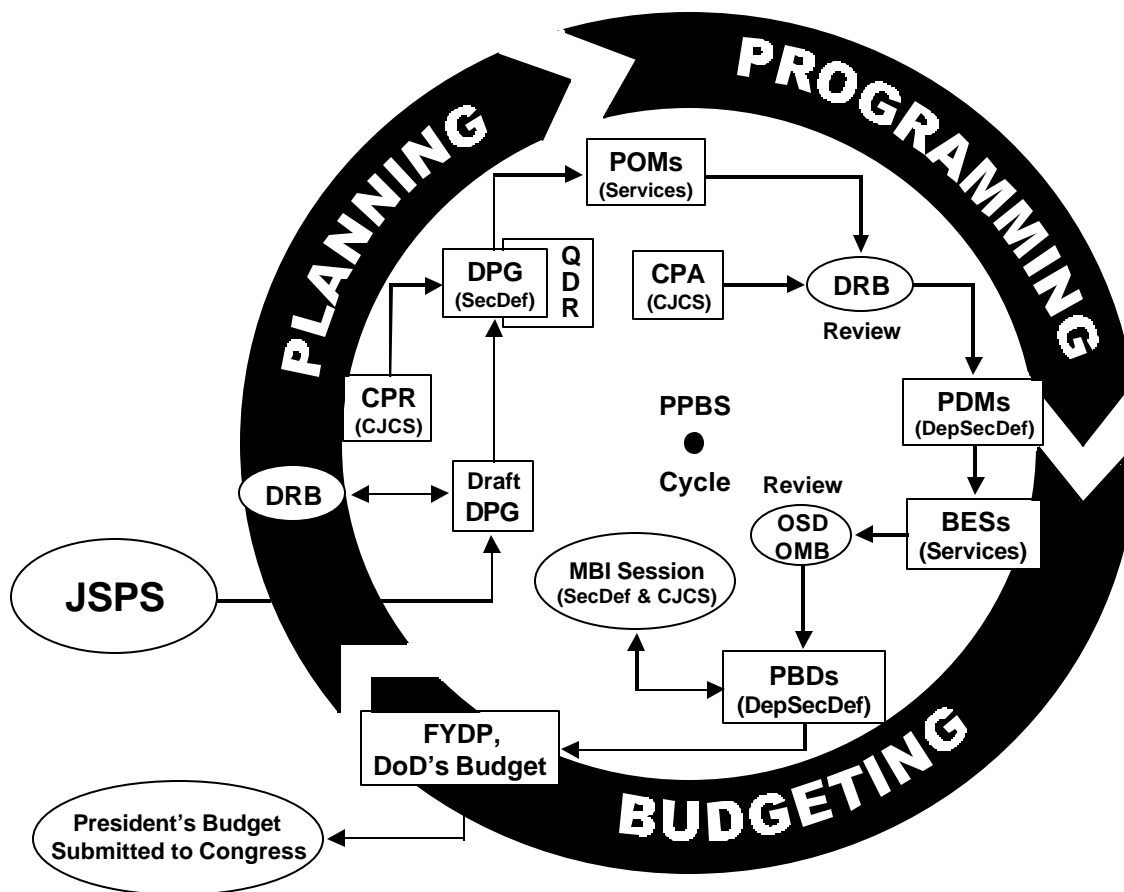 PLANNING
PROGRAMMING
BUDGETING
POMs
(Services)
DPG
(SecDef)
Q
D
R
CPA
(CJCS)
DRB
Review
CPR
(CJCS)
PPBS
Cycle
PDMs
(DepSecDef)
DRB
Draft
DPG
Review
OSD
OMB
BESs
(Services)
JSPS
MBI Session
(SecDef & CJCS)
PBDs
(DepSecDef)
FYDP,
DoD's Budget
President's Budget
Submitted to Congress